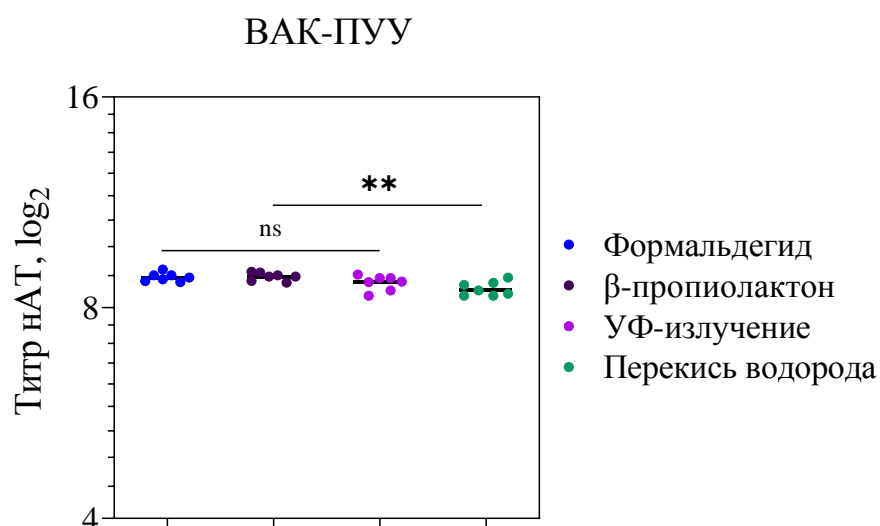 ВАК-ПУУ
16
**
ns
8
4
Титр нАТ, log2
Формальдегид
β-пропиолактон
УФ-излучение
Перекись водорода